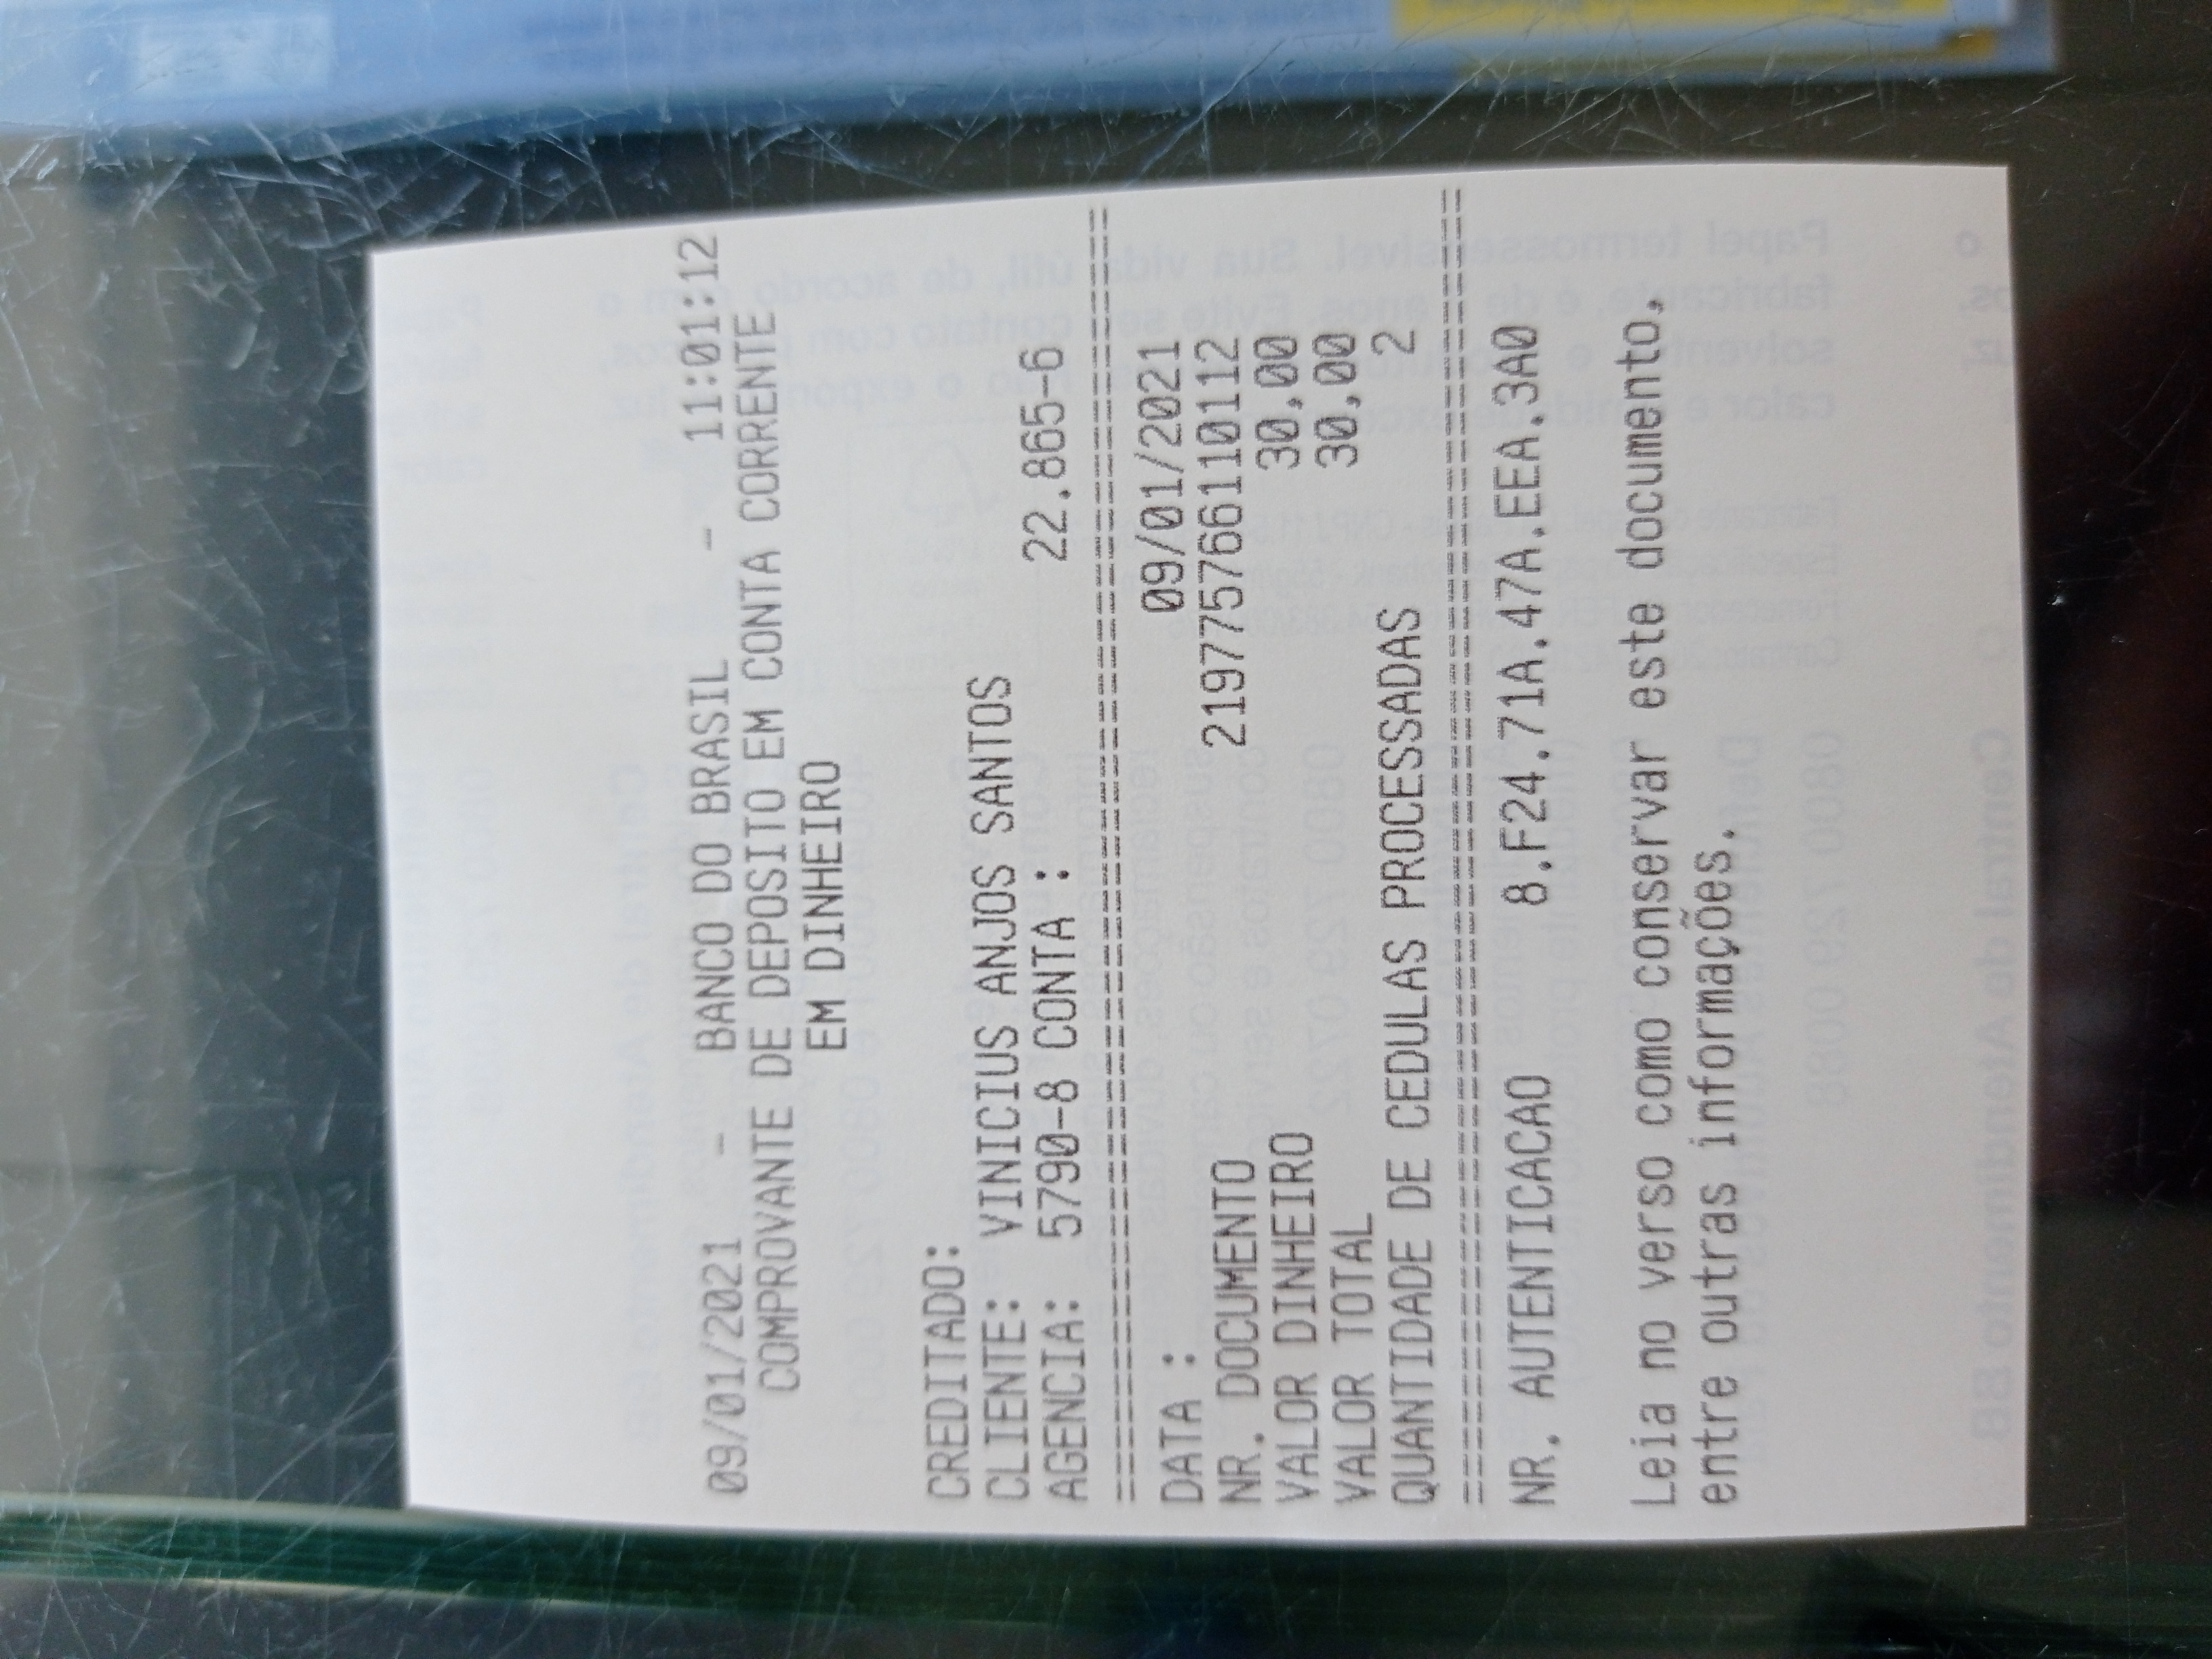 09/01/2021 - BANCO DO BRASIL - 11:01:12
COMPROVANTE DE DEPOSITO EM CONTA CORRENTE
EM DINHEIRO
CREDITADO:
CLIENTE: VINICIUS ANJOS SANTOS
AGENCIA: 5790-8 CONTA : 22.865-6
DATA : 09/01/2021
NR. DOCUMENTO 219775766110112
VALOR DINHEIRO 30,00
VALOR TOTAL 30,00
QUANTIDADE DE CEDULAS PROCESSADAS 2
NR. AUTENTICACAO 8.F24.71A.47A.EEA.3A0
Leia no verso como conservar este documento,
entre outras informações.